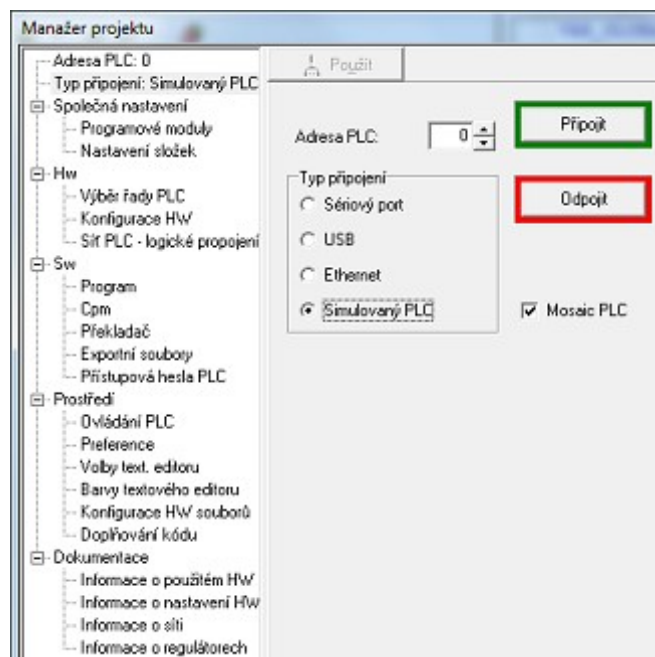 Manažer projektu
Adresa PLC: 0
Typ připojení: Simulovaný PLC
Společná nastavení
Programové moduly
Nastavení složek
Hw
Výběr řady PLC
Konfigurace HW
Síť PLC - logické propojení
Sw
Program
Cpm
Překladač
Exportní soubory
Přístupová hesla PLC
Prostředí
Ovládání PLC
Preference
Volby text. editoru
Barvy textového editoru
Konfigurace HW souborů
Doplňování kódu
Dokumentace
Informace o použitém HW
Informace o nastavení HW
Informace o síti
Informace o regulátorech
Použít
Adresa PLC:
0
Připojit
Typ připojení
Sériový port
USB
Ethernet
Simulovaný PLC
Odpojit
Mosaic PLC